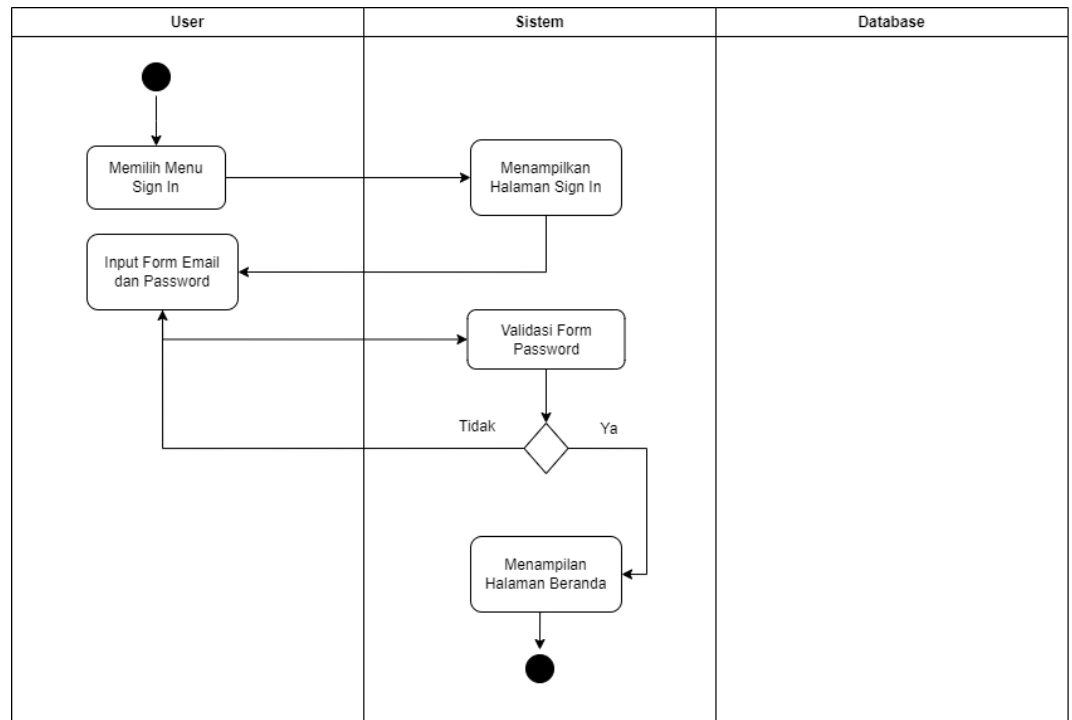 User
Sistem
Database
Memilih Menu
Sign In
Menampilkan
Halaman Sign In
Input Form Email
dan Password
Validasi Form
Password
Tidak
Ya
Menampilan
Halaman Beranda